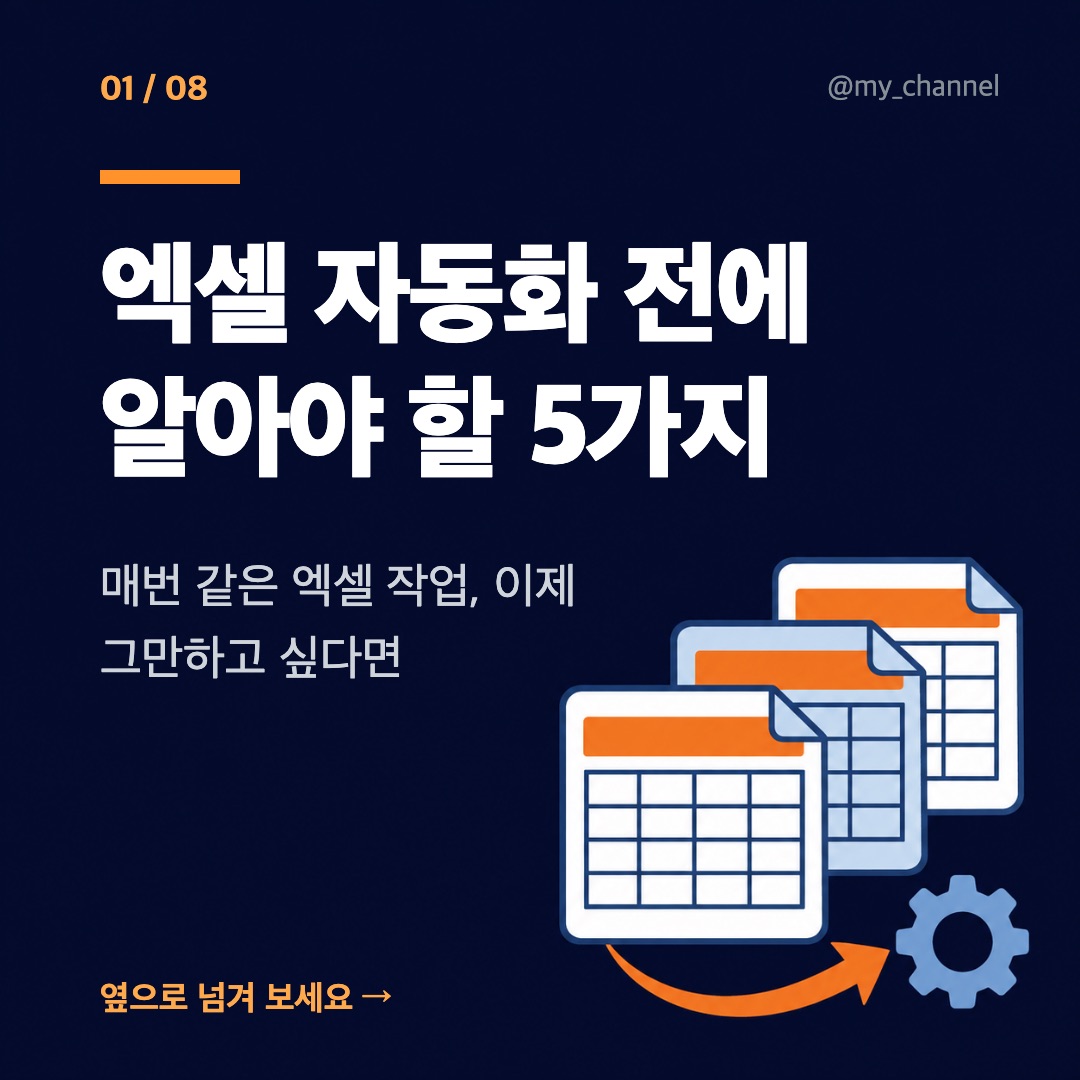 01 / 08
@my_channel
엑셀 자동화 전에
알아야 할 5가지
매번 같은 엑셀 작업, 이제
그만하고 싶다면
옆으로 넘겨 보세요 →